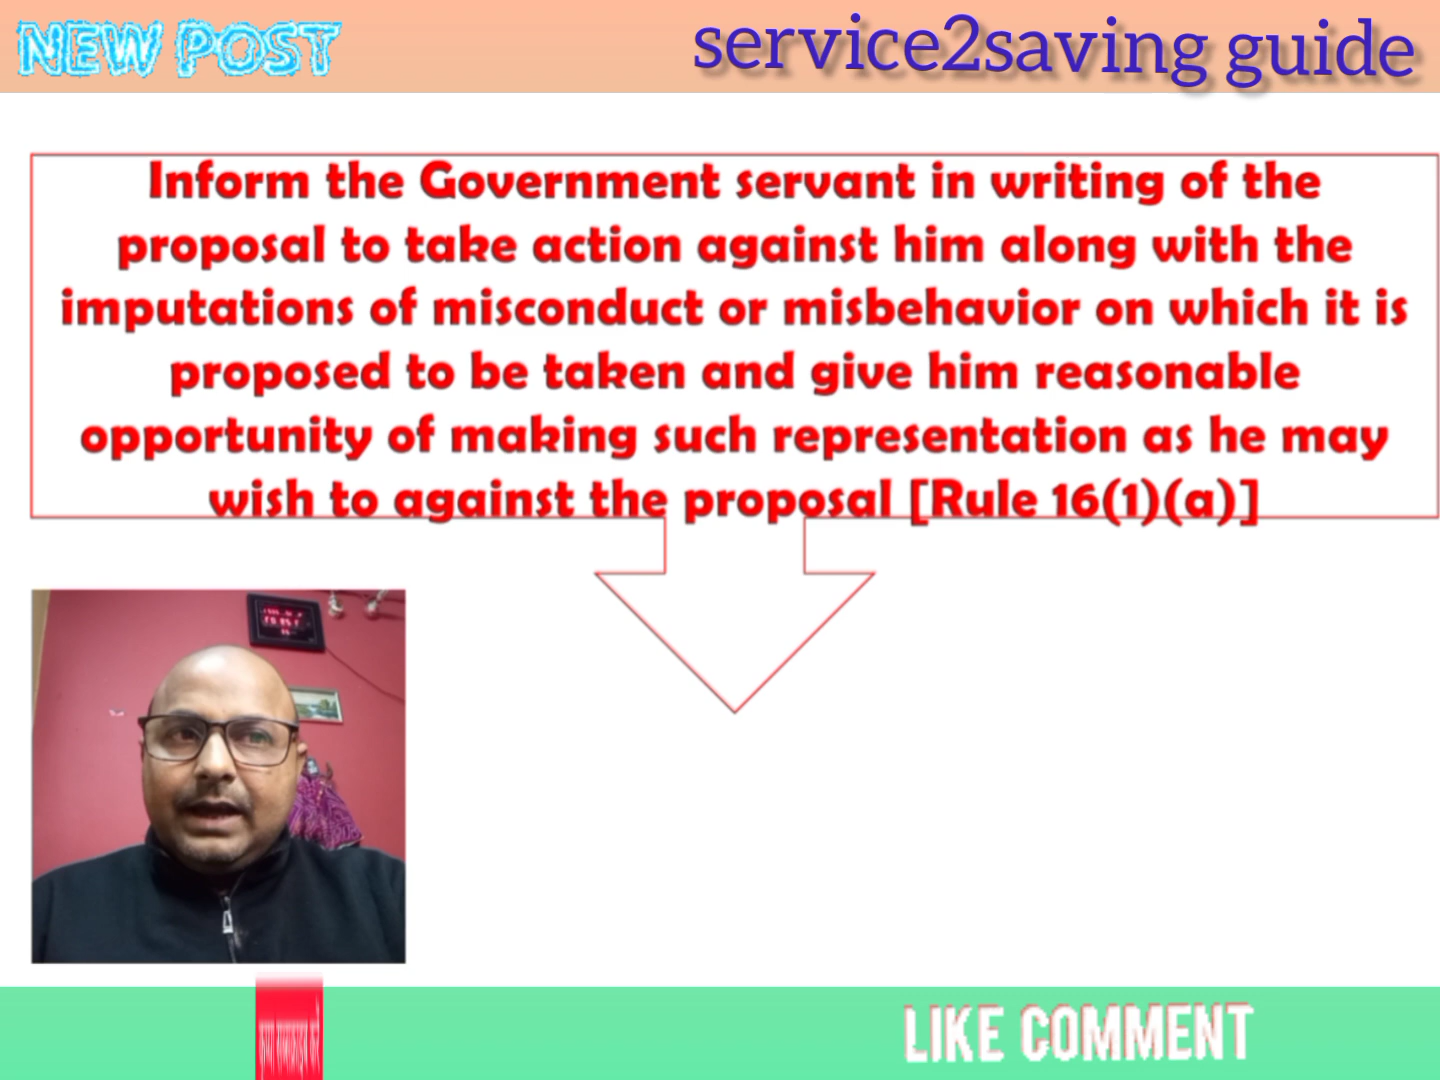 NEW POST
service2saving guide
Inform the Government servant in writing of the
proposal to take action against him along with the
imputations of misconduct or misbehavior on which it is
proposed to be taken and give him reasonable
opportunity of making such representation as he may
wish to against the proposal [Rule 16(1)(a)]
LIKE COMMENT